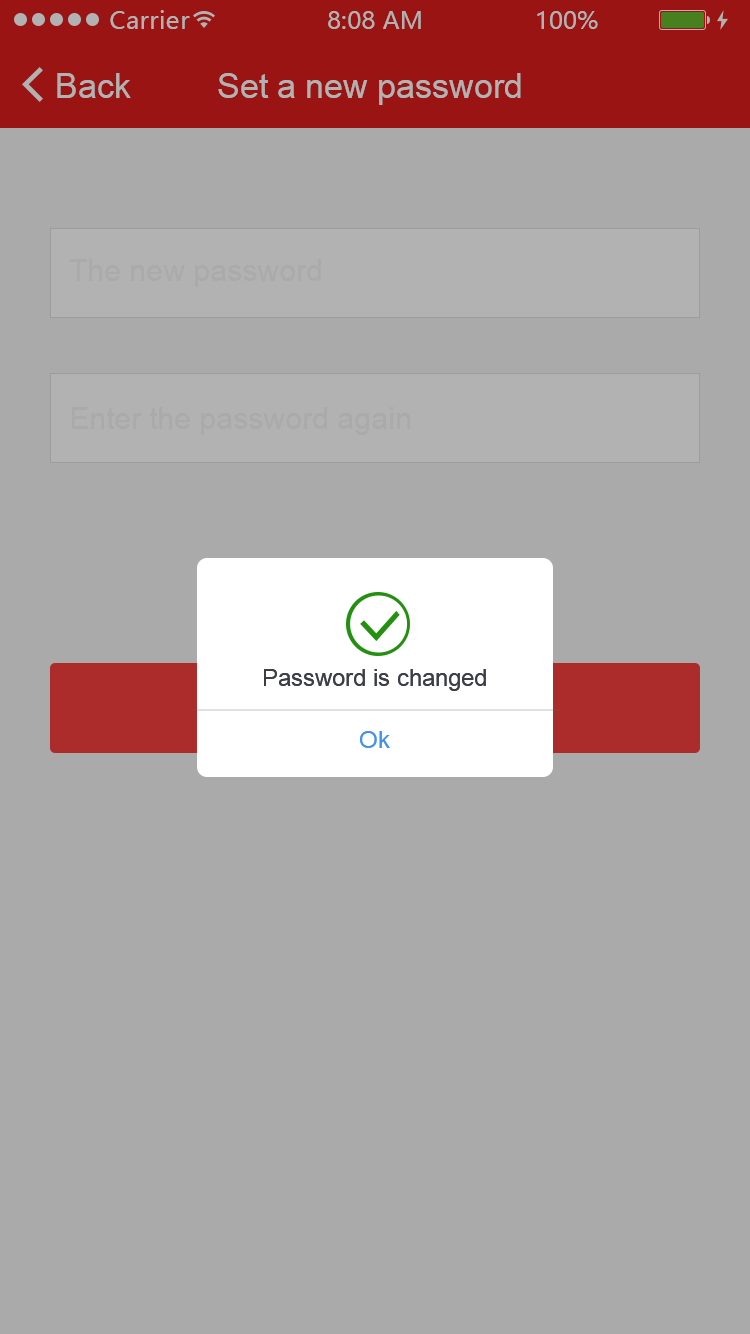 Carrier 8:08 AM 100%
Back Set a new password
The new password
Enter the password again
Password is changed
Ok